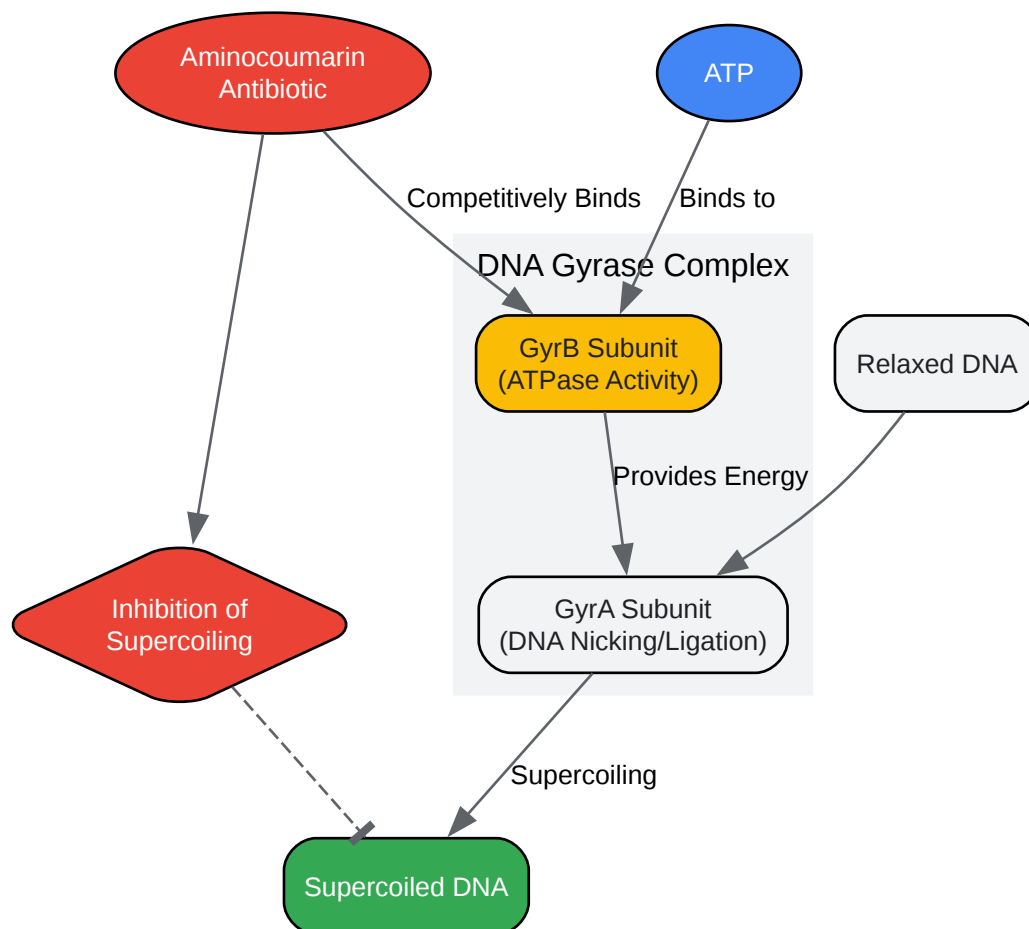 Aminocoumarin
Antibiotic
ATP
Competitively Binds
Binds to
DNA Gyrase Complex
GyrB Subunit
(ATPase Activity)
Relaxed DNA
Provides Energy
GyrA Subunit
(DNA Nicking/Ligation)
Inhibition of
Supercoiling
Supercoiling
Supercoiled DNA